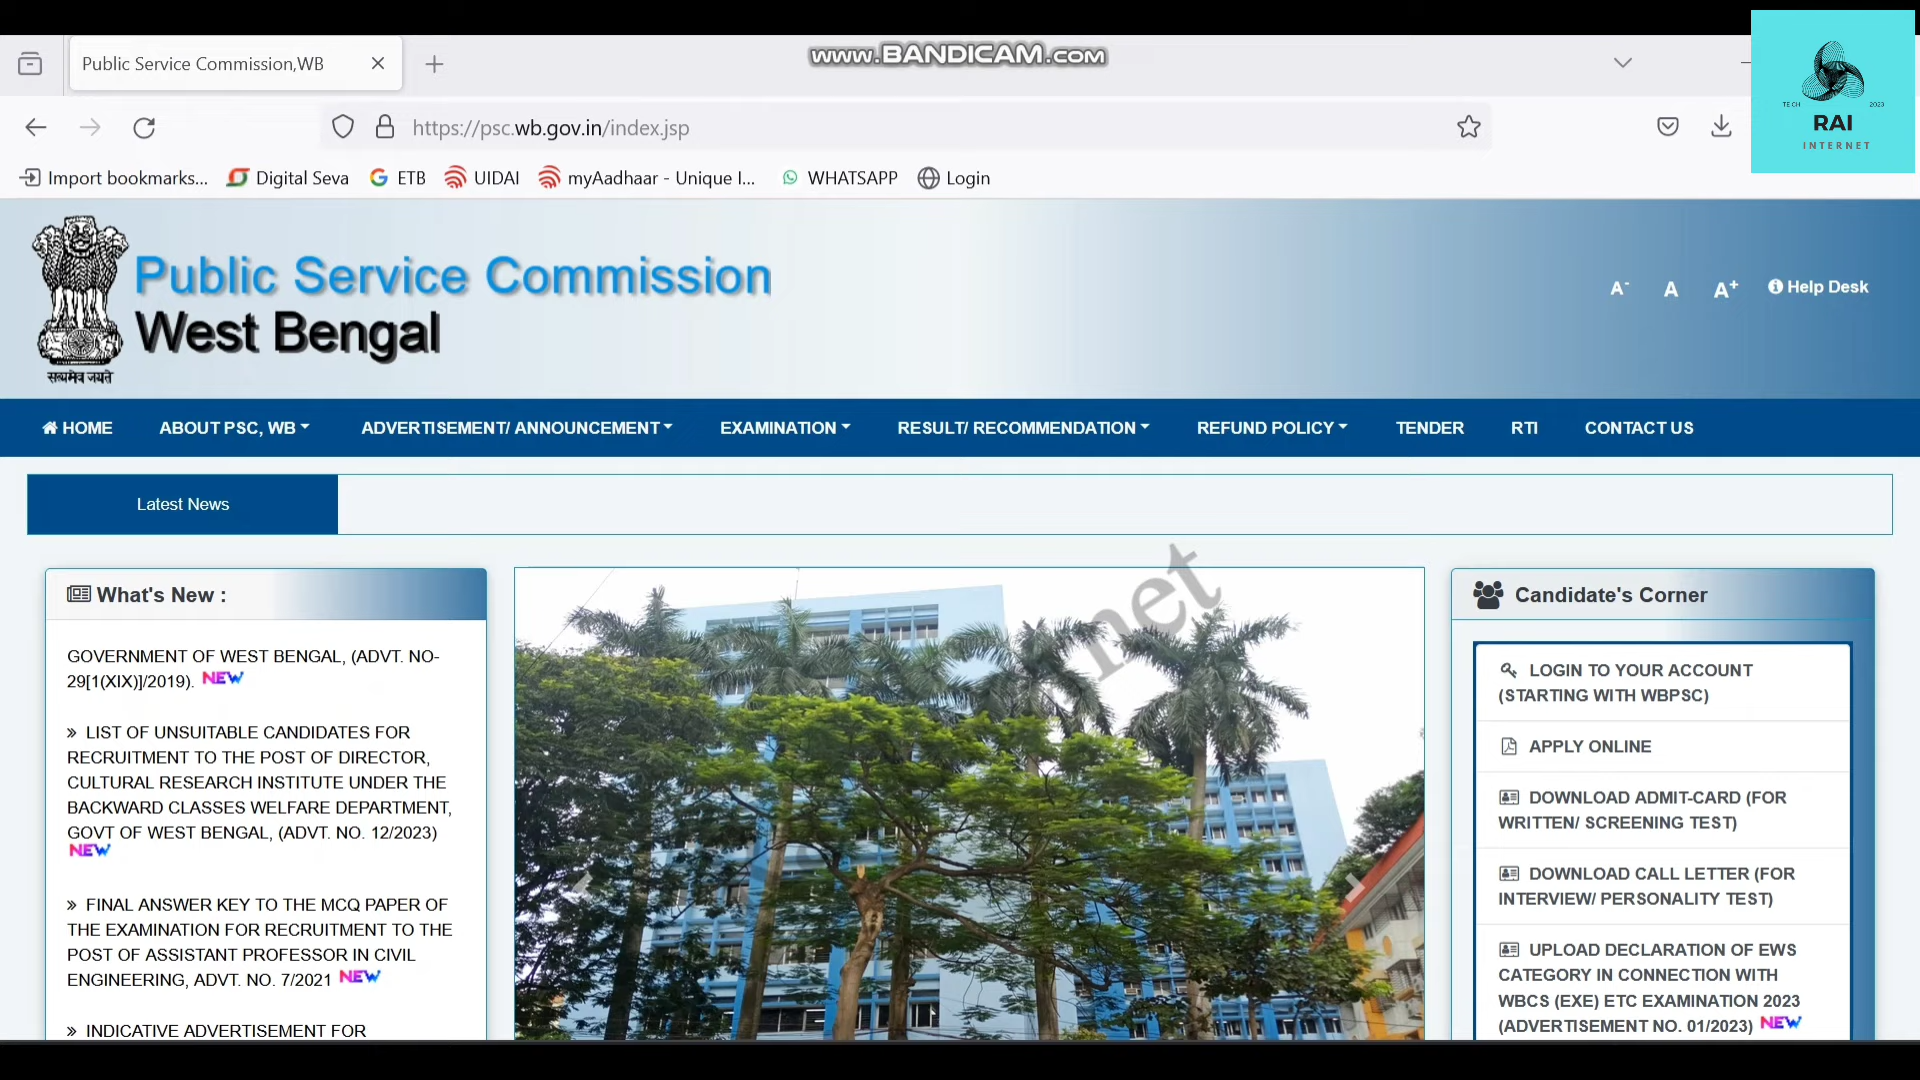 www.BANDICAM.com
Public Service Commission,WB
TECH 2023
RAI
INTERNET
https://psc.wb.gov.in/index.jsp
Import bookmarks...
Digital Seva
ETB
UIDAI
myAadhaar - Unique I...
WHATSAPP
Login
Public Service Commission
West Bengal
सत्यमेव जयते
A-
A
A+
Help Desk
HOME
ABOUT PSC, WB
ADVERTISEMENT/ ANNOUNCEMENT
EXAMINATION
RESULT/ RECOMMENDATION
REFUND POLICY
TENDER
RTI
CONTACT US
Latest News
What's New :
GOVERNMENT OF WEST BENGAL, (ADVT. NO-
29[1(XIX)]/2019). NEW
» LIST OF UNSUITABLE CANDIDATES FOR
RECRUITMENT TO THE POST OF DIRECTOR,
CULTURAL RESEARCH INSTITUTE UNDER THE
BACKWARD CLASSES WELFARE DEPARTMENT,
GOVT OF WEST BENGAL, (ADVT. NO. 12/2023)
NEW
» FINAL ANSWER KEY TO THE MCQ PAPER OF
THE EXAMINATION FOR RECRUITMENT TO THE
POST OF ASSISTANT PROFESSOR IN CIVIL
ENGINEERING, ADVT. NO. 7/2021 NEW
» INDICATIVE ADVERTISEMENT FOR
net
Candidate's Corner
LOGIN TO YOUR ACCOUNT
(STARTING WITH WBPSC)
APPLY ONLINE
DOWNLOAD ADMIT-CARD (FOR
WRITTEN/ SCREENING TEST)
DOWNLOAD CALL LETTER (FOR
INTERVIEW/ PERSONALITY TEST)
UPLOAD DECLARATION OF EWS
CATEGORY IN CONNECTION WITH
WBCS (EXE) ETC EXAMINATION 2023
(ADVERTISEMENT NO. 01/2023) NEW